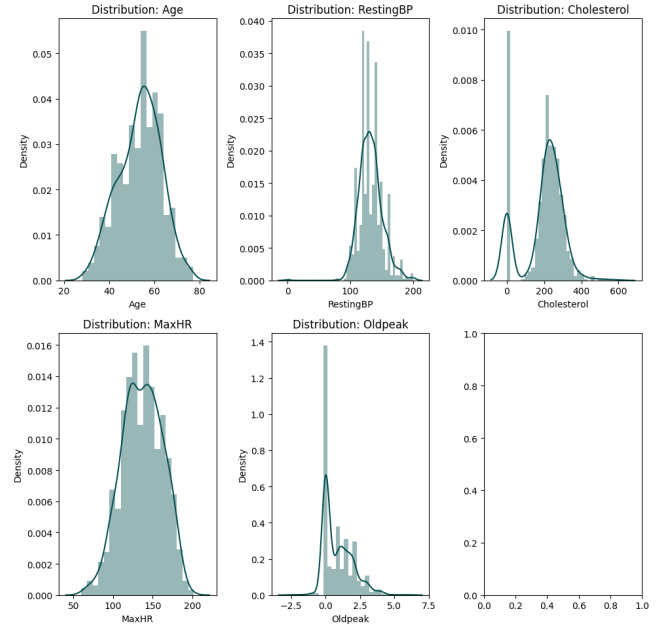 Distribution: Age
Density
0.05
0.04
0.03
0.02
0.01
0.00
20 40 60 80
Age
Distribution: RestingBP
Density
0.040
0.035
0.030
0.025
0.020
0.015
0.010
0.005
0.000
0 100 200
RestingBP
Distribution: Cholesterol
Density
0.010
0.008
0.006
0.004
0.002
0.000
0 200 400 600
Cholesterol
Distribution: MaxHR
Density
0.016
0.014
0.012
0.010
0.008
0.006
0.004
0.002
0.000
50 100 150 200
MaxHR
Distribution: Oldpeak
Density
1.4
1.2
1.0
0.8
0.6
0.4
0.2
0.0
−2.5 0.0 2.5 5.0 7.5
Oldpeak
1.0
0.8
0.6
0.4
0.2
0.0
0.0 0.2 0.4 0.6 0.8 1.0